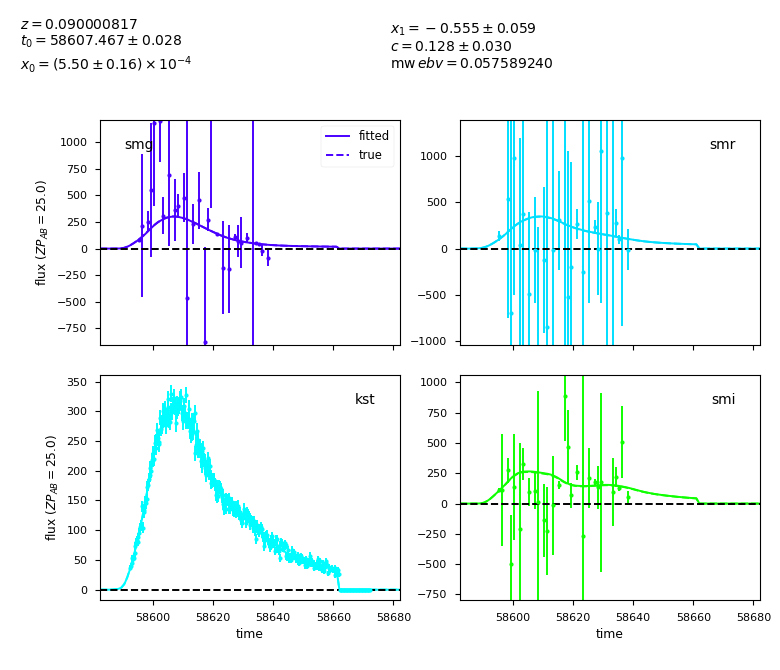 z = 0.090000817
t₀ = 58607.467 ± 0.028
x₀ = (5.50 ± 0.16) × 10⁻⁴
x₁ = −0.555 ± 0.059
c = 0.128 ± 0.030
mw ebv = 0.057589240
smg
fitted
true
1000
750
500
250
0
−250
−500
−750
flux (ZP_AB = 25.0)
smr
1000
500
0
−500
−1000
kst
350
300
250
200
150
100
50
0
flux (ZP_AB = 25.0)
58600 58620 58640 58660 58680
time
smi
1000
750
500
250
0
−250
−500
−750
58600 58620 58640 58660 58680
time